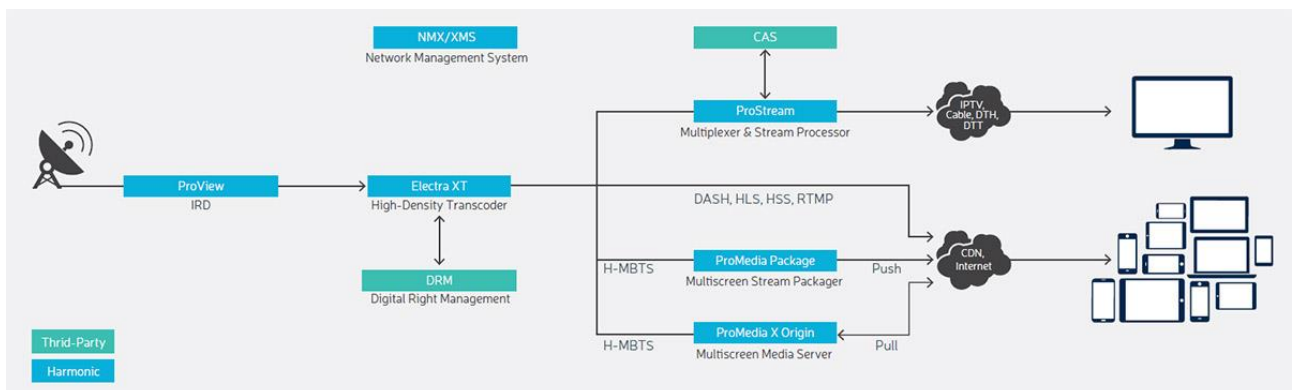 NMX/XMS
Network Management System
CAS
ProStream
Multiplexer & Stream Processor
IPTV,
Cable, DTH,
DTT
ProView
IRD
Electra XT
High-Density Transcoder
DASH, HLS, HSS, RTMP
H-MBTS
ProMedia Package
Multiscreen Stream Packager
Push
CDN,
Internet
DRM
Digital Right Management
H-MBTS
ProMedia X Origin
Multiscreen Media Server
Pull
Thrid-Party
Harmonic